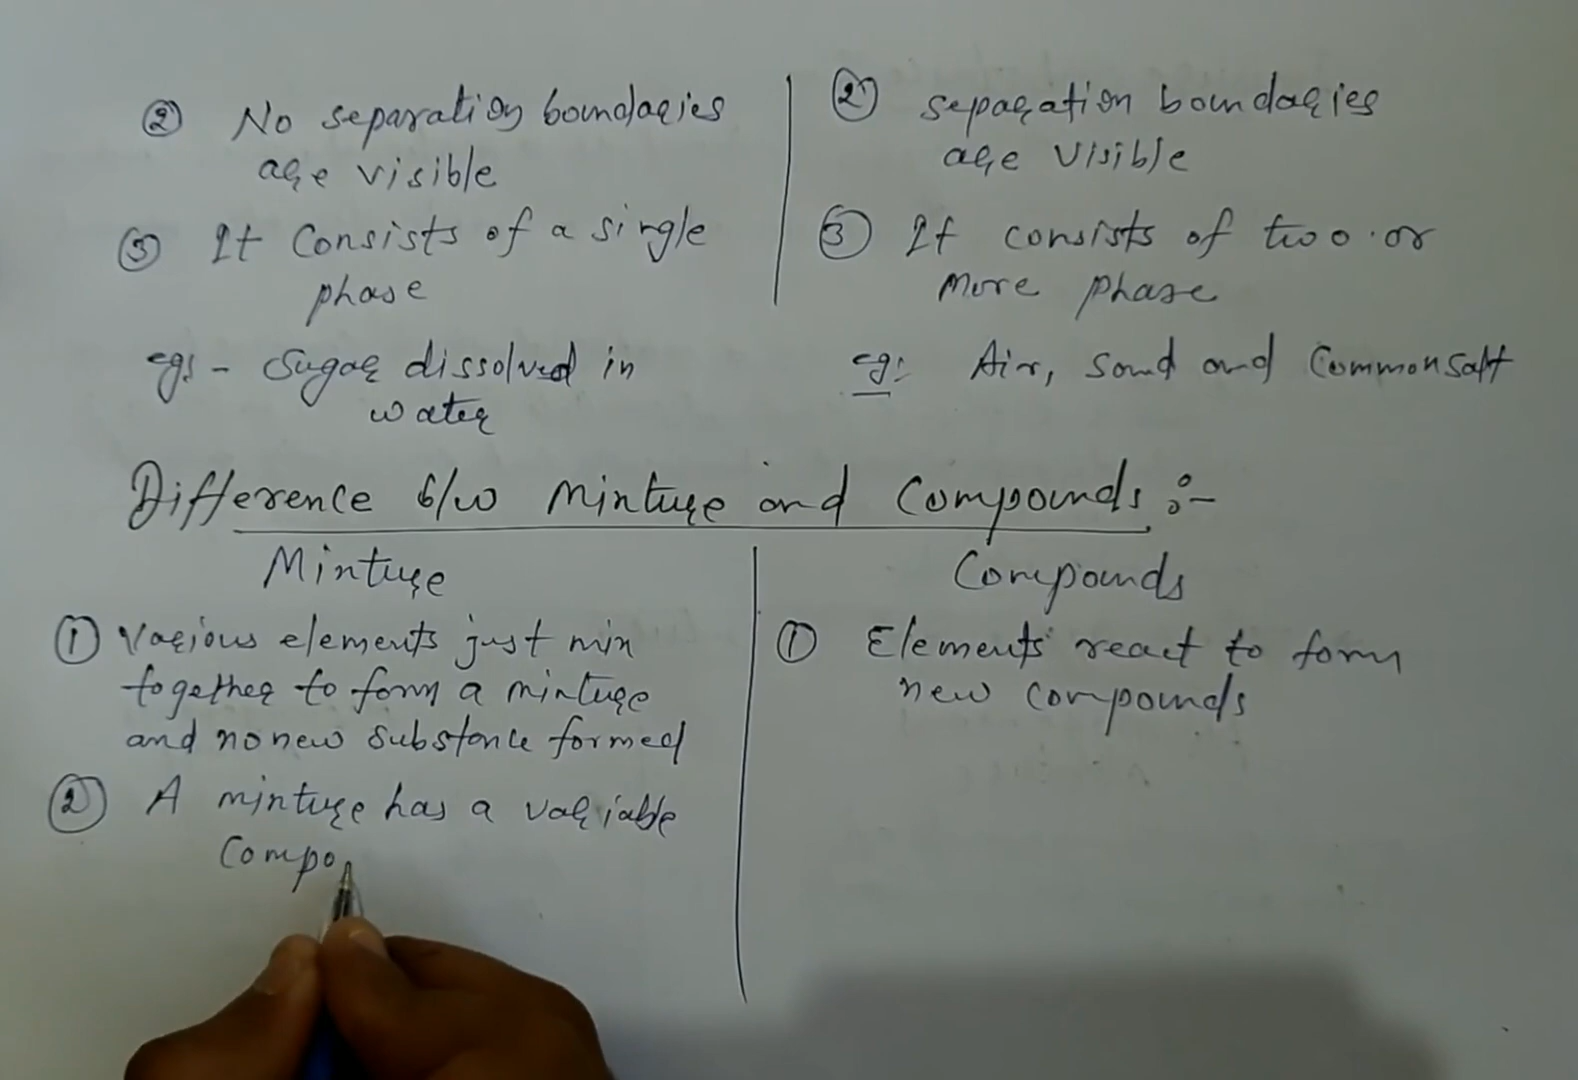 ② No separation boundaries
are visible
③ It Consists of a single
phase
eg:- Sugar dissolved in
water
② separation boundaries
are visible
③ It consists of two or
more phase
eg: Air, Sand and Commonsalt
Difference b/w mixture and Compounds :-
Mixture
① Various elements just mix
together to form a mixture
and no new substance formed
② A mixture has a variable
Compo
Compounds
① Elements react to form
new compounds